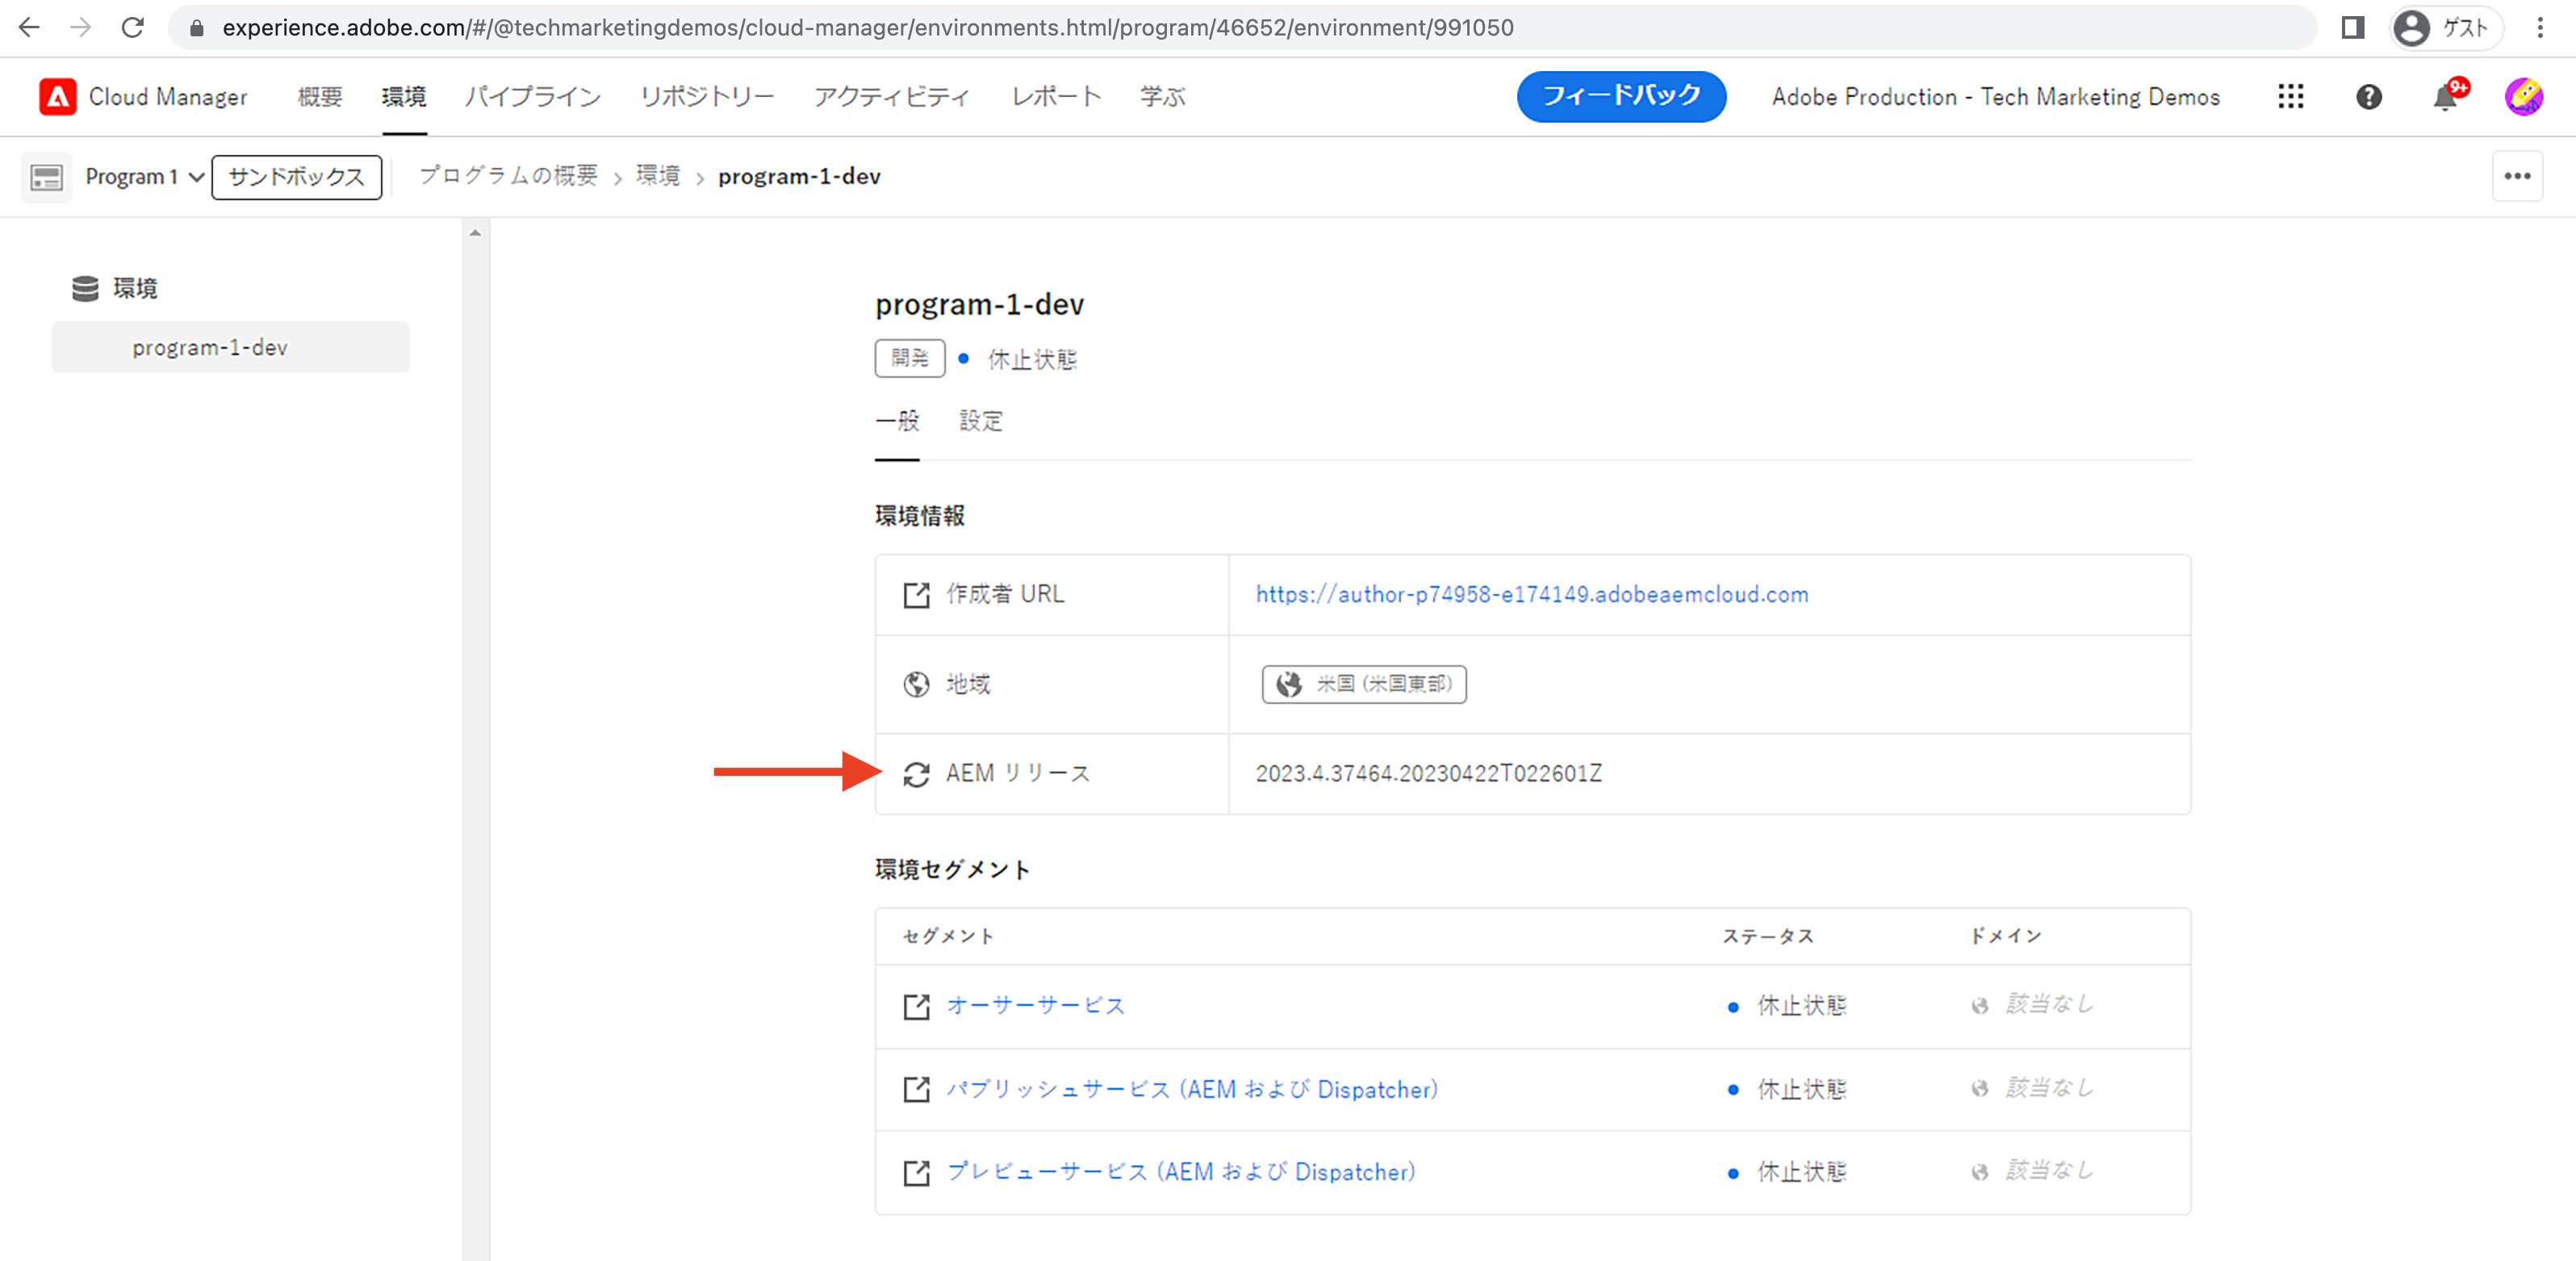 experience.adobe.com/#/@techmarketingdemos/cloud-manager/environments.html/program/46652/environment/991050
ゲスト
Cloud Manager 概要 環境 パイプライン リポジトリー アクティビティ レポート 学ぶ フィードバック Adobe Production - Tech Marketing Demos 9+
Program 1 サンドボックス プログラムの概要 > 環境 > program-1-dev
環境
program-1-dev
program-1-dev
開発 休止状態
一般 設定
環境情報
作成者 URL https://author-p74958-e174149.adobeaemcloud.com
地域 米国 (米国東部)
AEM リリース 2023.4.37464.20230422T022601Z
環境セグメント
セグメント ステータス ドメイン
オーサーサービス 休止状態 該当なし
パブリッシュサービス (AEM および Dispatcher) 休止状態 該当なし
プレビューサービス (AEM および Dispatcher) 休止状態 該当なし